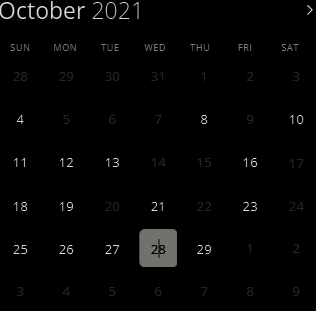 October 2021
SUN MON TUE WED THU FRI SAT
28 29 30 31 1 2 3
4 5 6 7 8 9 10
11 12 13 14 15 16 17
18 19 20 21 22 23 24
25 26 27 28 29 1 2
3 4 5 6 7 8 9